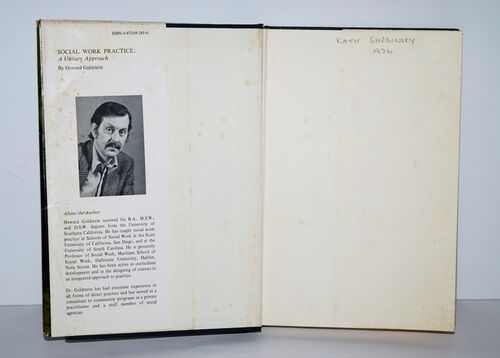 ISBN 0-87249-285-6
SOCIAL WORK PRACTICE:
A Unitary Approach
By Howard Goldstein
About the Author
Howard Goldstein received his B.A., M.S.W.,
and D.S.W. degrees from the University of
Southern California. He has taught social work
practice at Schools of Social Work at the State
University of California, San Diego, and at the
University of South Carolina. He is presently
Professor of Social Work, Maritime School of
Social Work, Dalhousie University, Halifax,
Nova Scotia. He has been active in curriculum
development and in the designing of courses at
an integrated approach to practice.
Dr. Goldstein has had extensive experience in
all forms of direct practice and has served as a
consultant to community programs at a private
practitioner and a staff member of social
agencies.
KATH SHUBINSKY
1976